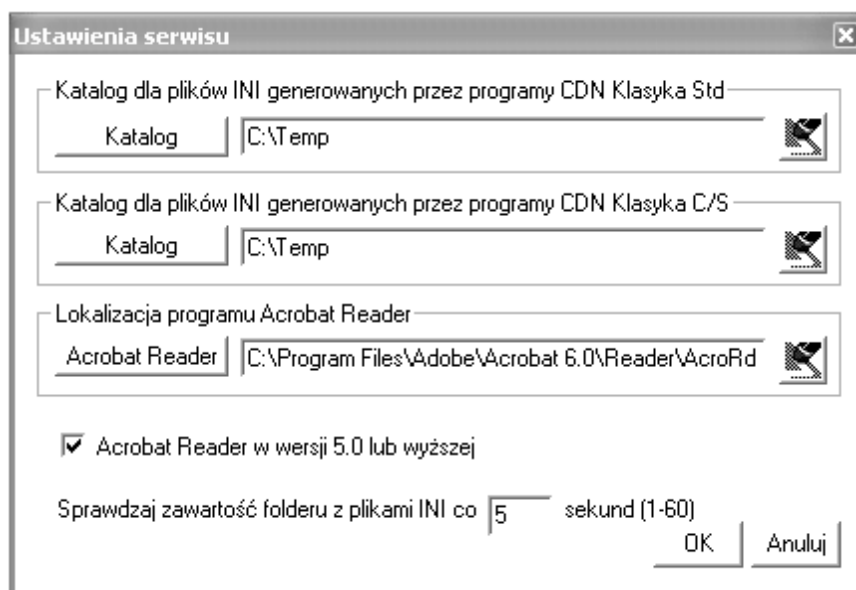 Ustawienia serwisu
Katalog dla plików INI generowanych przez programy CDN Klasyka Std
Katalog C:\Temp
Katalog dla plików INI generowanych przez programy CDN Klasyka C/S
Katalog C:\Temp
Lokalizacja programu Acrobat Reader
Acrobat Reader C:\Program Files\Adobe\Acrobat 6.0\Reader\AcroRd
Acrobat Reader w wersji 5.0 lub wyższej
Sprawdzaj zawartość folderu z plikami INI co 5 sekund (1-60)
OK Anuluj